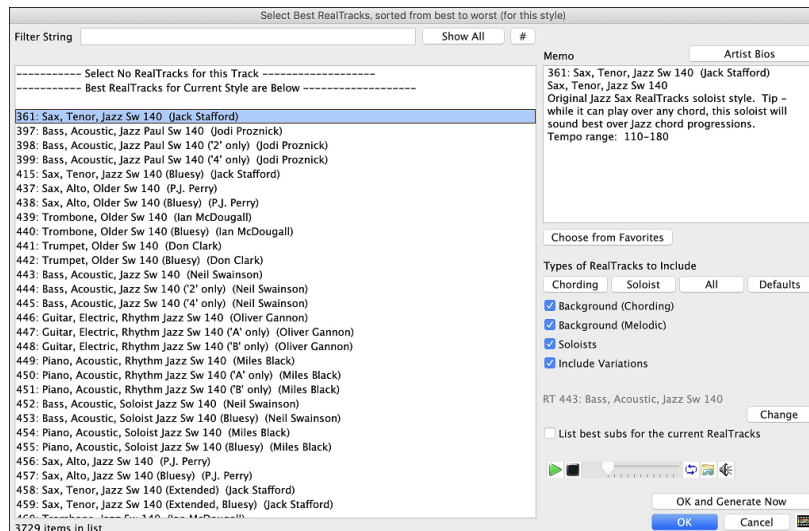 Select Best RealTracks, sorted from best to worst (for this style)
Filter String
Show All
#
----------- Select No RealTracks for this Track -------------------
----------- Best RealTracks for Current Style are Below -------------------
361: Sax, Tenor, Jazz Sw 140  (Jack Stafford)
397: Bass, Acoustic, Jazz Paul Sw 140  (Jodi Proznick)
398: Bass, Acoustic, Jazz Paul Sw 140 ('2' only)  (Jodi Proznick)
399: Bass, Acoustic, Jazz Paul Sw 140 ('4' only)  (Jodi Proznick)
415: Sax, Tenor, Jazz Sw 140 (Bluesy)  (Jack Stafford)
437: Sax, Alto, Older Sw 140  (P.J. Perry)
438: Sax, Alto, Older Sw 140 (Bluesy)  (P.J. Perry)
439: Trombone, Older Sw 140  (Ian McDougall)
440: Trombone, Older Sw 140 (Bluesy)  (Ian McDougall)
441: Trumpet, Older Sw 140  (Don Clark)
442: Trumpet, Older Sw 140 (Bluesy)  (Don Clark)
443: Bass, Acoustic, Jazz Sw 140  (Neil Swainson)
444: Bass, Acoustic, Jazz Sw 140 ('2' only)  (Neil Swainson)
445: Bass, Acoustic, Jazz Sw 140 ('4' only)  (Neil Swainson)
446: Guitar, Electric, Rhythm Jazz Sw 140  (Oliver Gannon)
447: Guitar, Electric, Rhythm Jazz Sw 140 ('A' only)  (Oliver Gannon)
448: Guitar, Electric, Rhythm Jazz Sw 140 ('B' only)  (Oliver Gannon)
449: Piano, Acoustic, Rhythm Jazz Sw 140  (Miles Black)
450: Piano, Acoustic, Rhythm Jazz Sw 140 ('A' only)  (Miles Black)
451: Piano, Acoustic, Rhythm Jazz Sw 140 ('B' only)  (Miles Black)
452: Bass, Acoustic, Soloist Jazz Sw 140  (Neil Swainson)
453: Bass, Acoustic, Soloist Jazz Sw 140 (Bluesy)  (Neil Swainson)
454: Piano, Acoustic, Soloist Jazz Sw 140  (Miles Black)
455: Piano, Acoustic, Soloist Jazz Sw 140 (Bluesy)  (Miles Black)
456: Sax, Alto, Jazz Sw 140  (P.J. Perry)
457: Sax, Alto, Jazz Sw 140 (Bluesy)  (P.J. Perry)
458: Sax, Tenor, Jazz Sw 140 (Extended)  (Jack Stafford)
459: Sax, Tenor, Jazz Sw 140 (Extended, Bluesy)  (Jack Stafford)
460: Trombone, Jazz Sw 140  (Ian McDougall)
3729 items in list
Memo
Artist Bios
361: Sax, Tenor, Jazz Sw 140  (Jack Stafford)
Sax, Tenor, Jazz Sw 140
Original Jazz Sax RealTracks soloist style.  Tip -
while it can play over any chord, this soloist will
sound best over Jazz chord progressions.
Tempo range:  110-180
Choose from Favorites
Types of RealTracks to Include
Chording
Soloist
All
Defaults
Background (Chording)
Background (Melodic)
Soloists
Include Variations
RT 443: Bass, Acoustic, Jazz Sw 140
Change
List best subs for the current RealTracks
OK and Generate Now
OK
Cancel